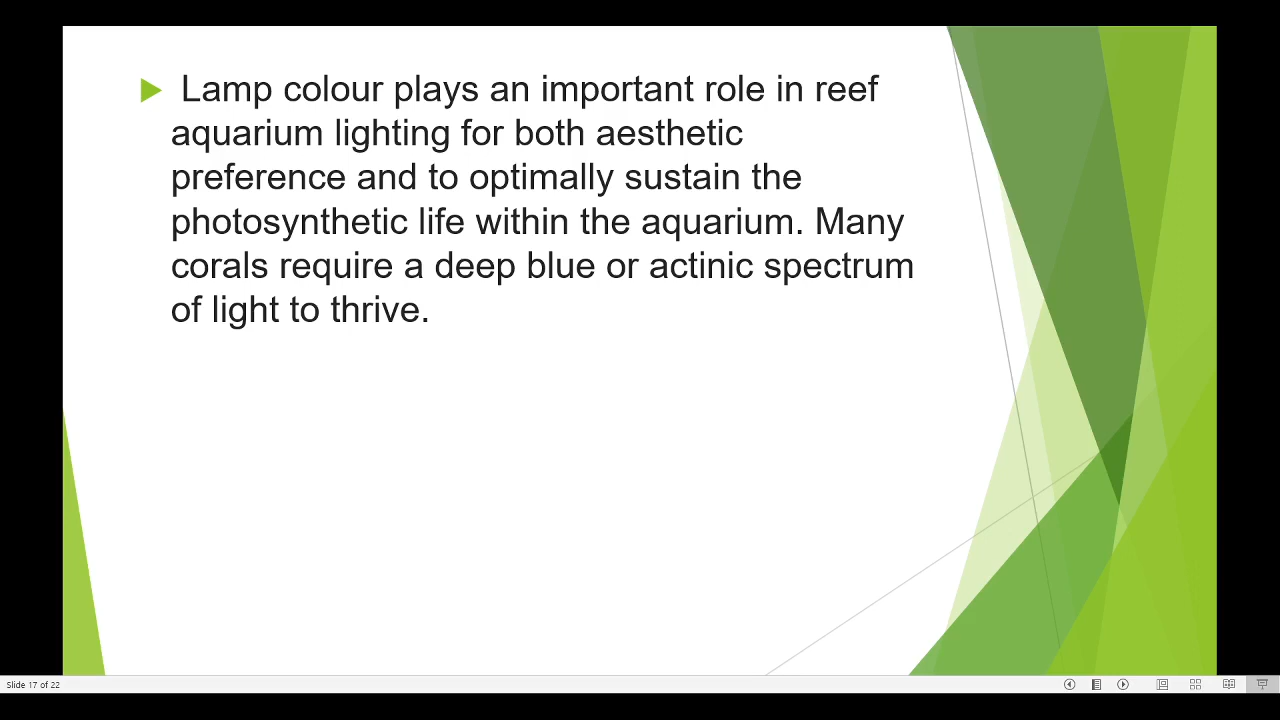 Lamp colour plays an important role in reef
aquarium lighting for both aesthetic
preference and to optimally sustain the
photosynthetic life within the aquarium. Many
corals require a deep blue or actinic spectrum
of light to thrive.
Slide 17 of 22